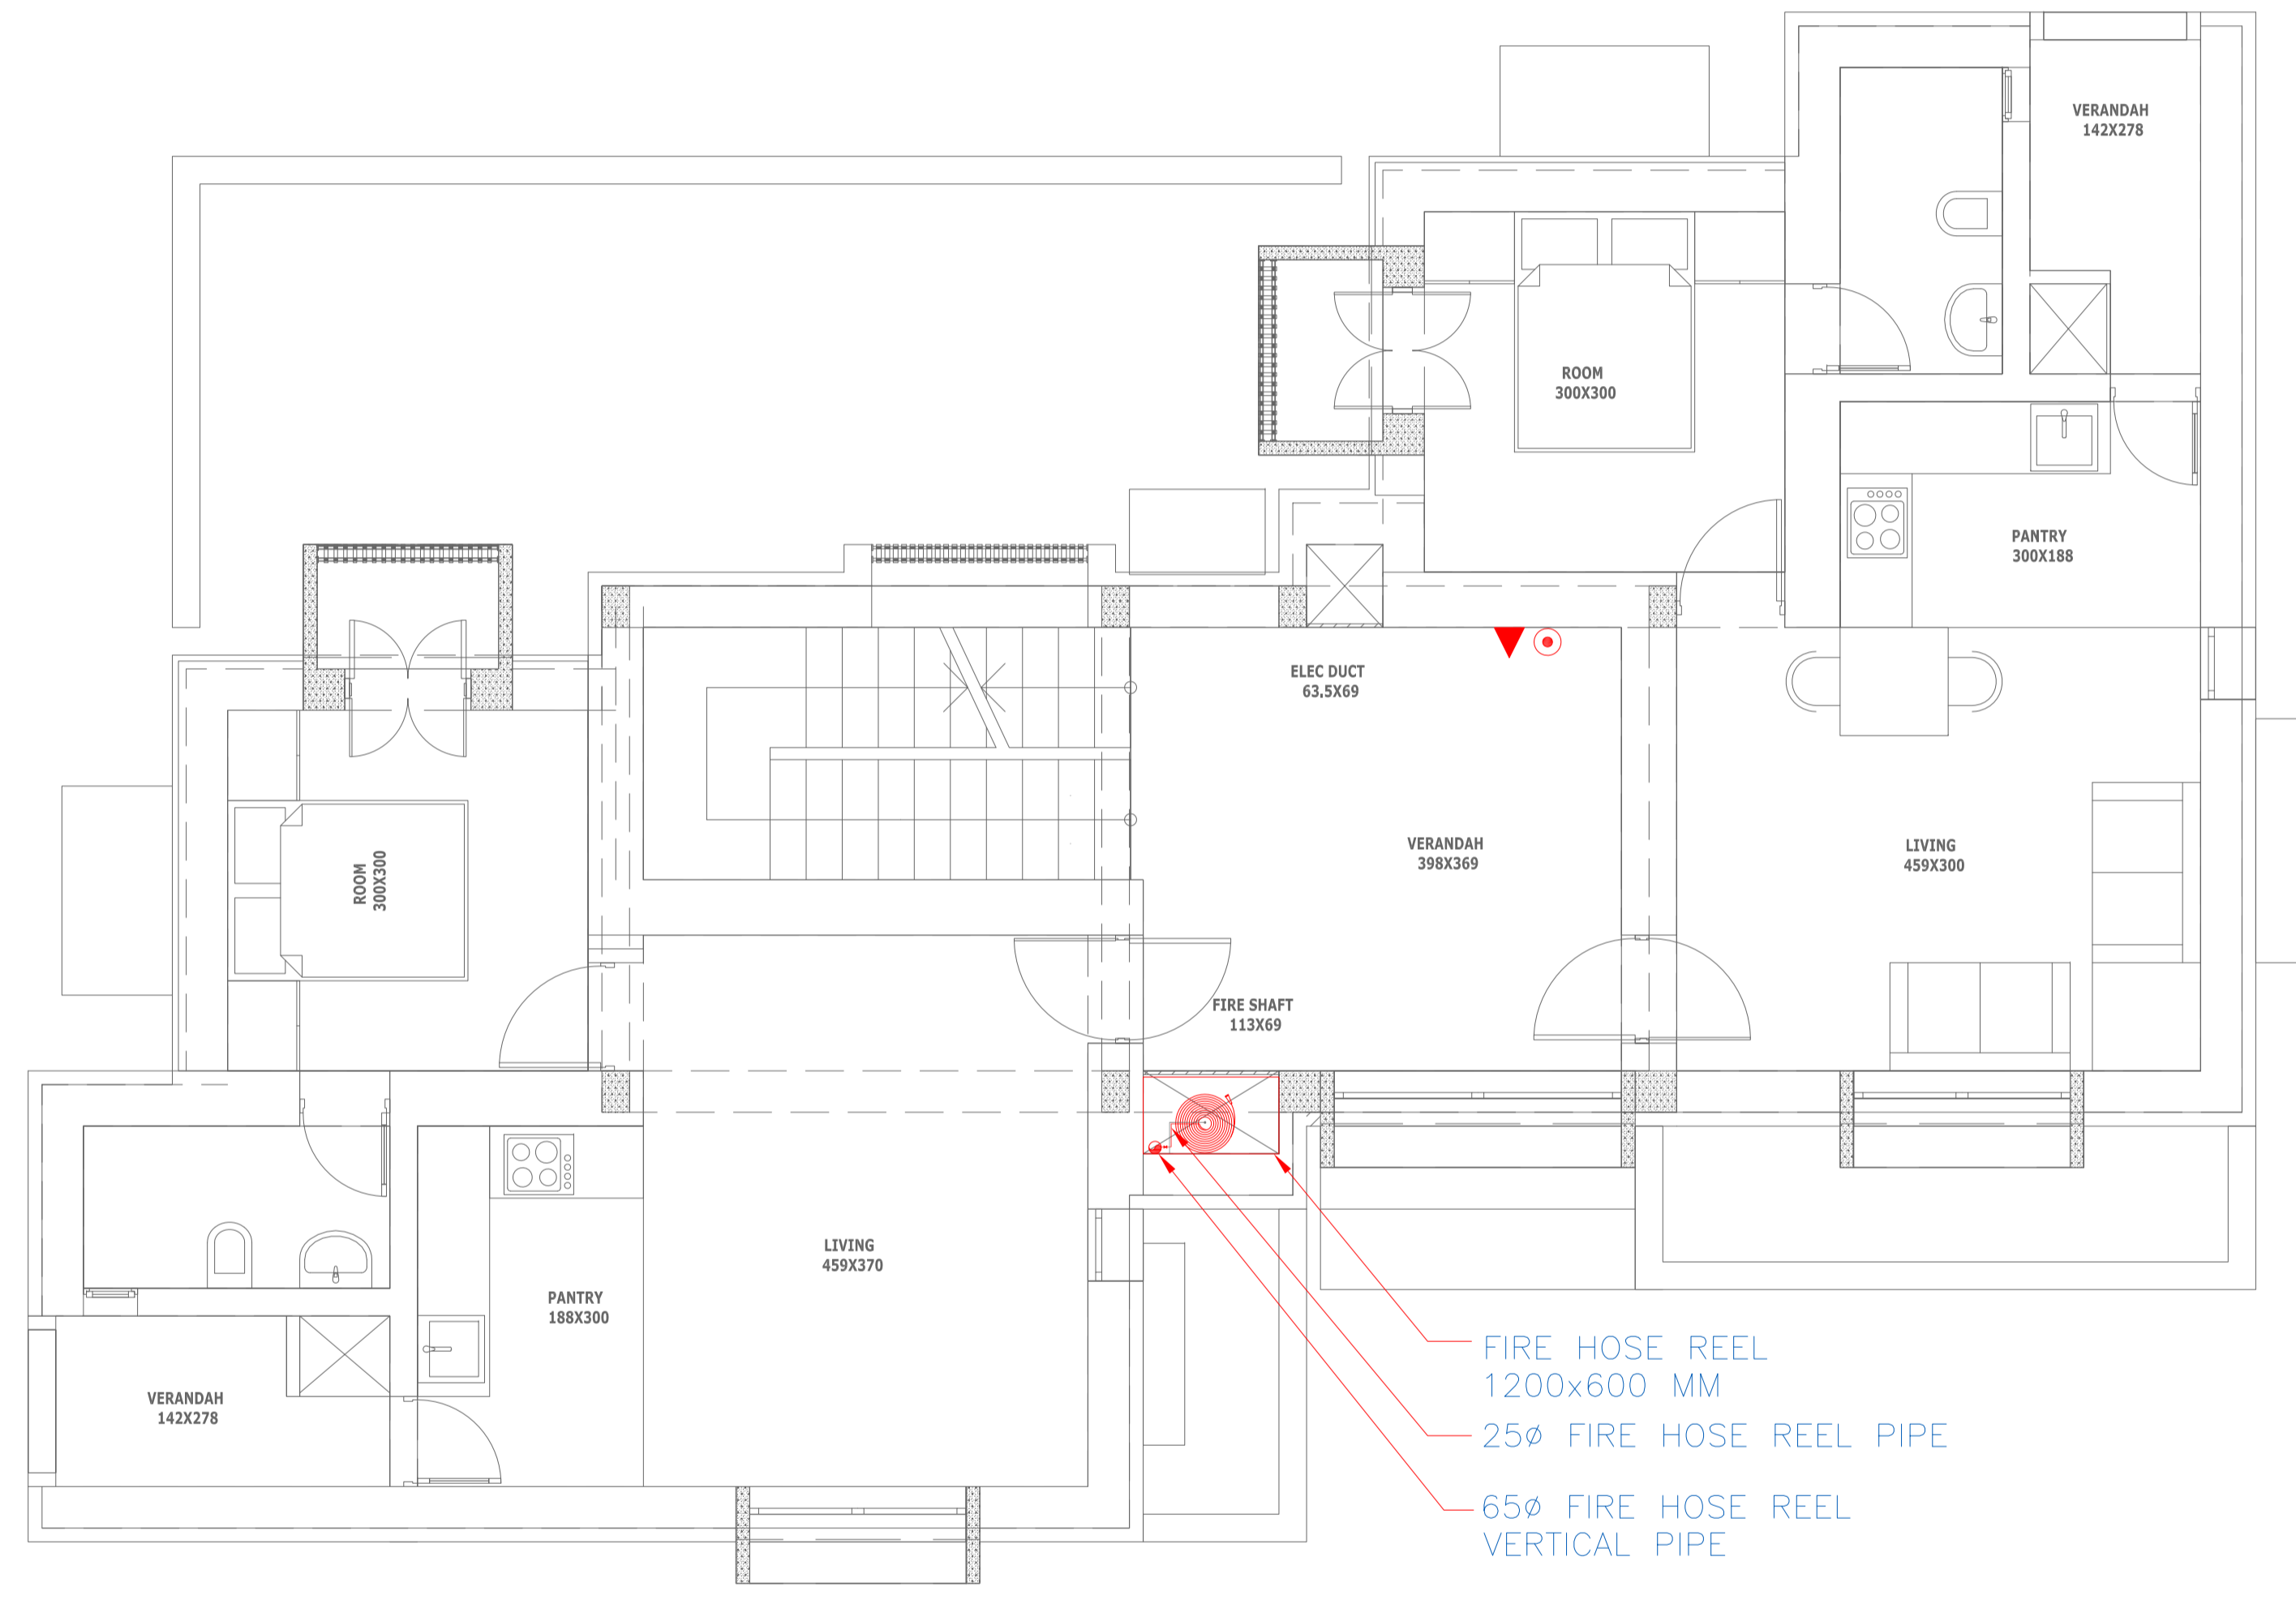 VERANDAH
142X278
ROOM
300X300
PANTRY
300X188
ELEC DUCT
63.5X69
VERANDAH
398X369
LIVING
459X300
ROOM
300X300
FIRE SHAFT
113X69
LIVING
459X370
PANTRY
188X300
VERANDAH
142X278
FIRE HOSE REEL
1200x600 MM
25ø FIRE HOSE REEL PIPE
65ø FIRE HOSE REEL
VERTICAL PIPE